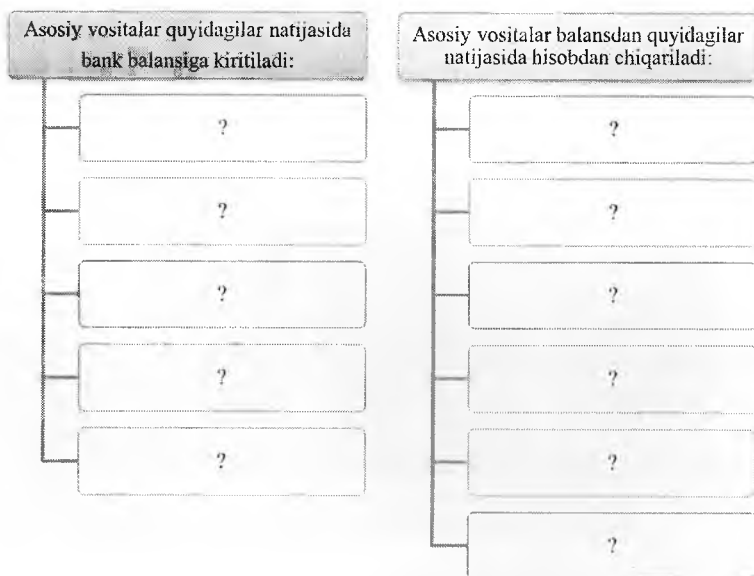 Asosiy vositalar quyidagilar natijasida
bank balansiga kiritiladi:
?
?
?
?
?
Asosiy vositalar balansdan quyidagilar
natijasida hisobdan chiqariladi:
?
?
?
?
?
?